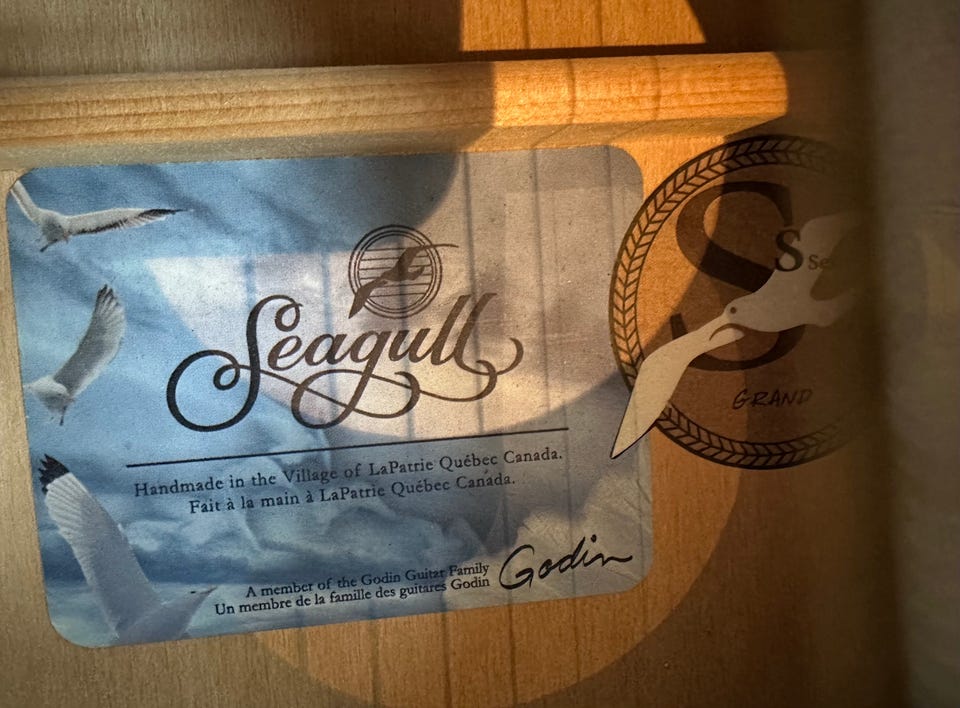 Seagull
Handmade in the Village of LaPatrie Québec Canada.
Fait à la main à LaPatrie Québec Canada.
A member of the Godin Guitar Family
Un membre de la famille des guitares Godin
Godin
S
S
GRAND